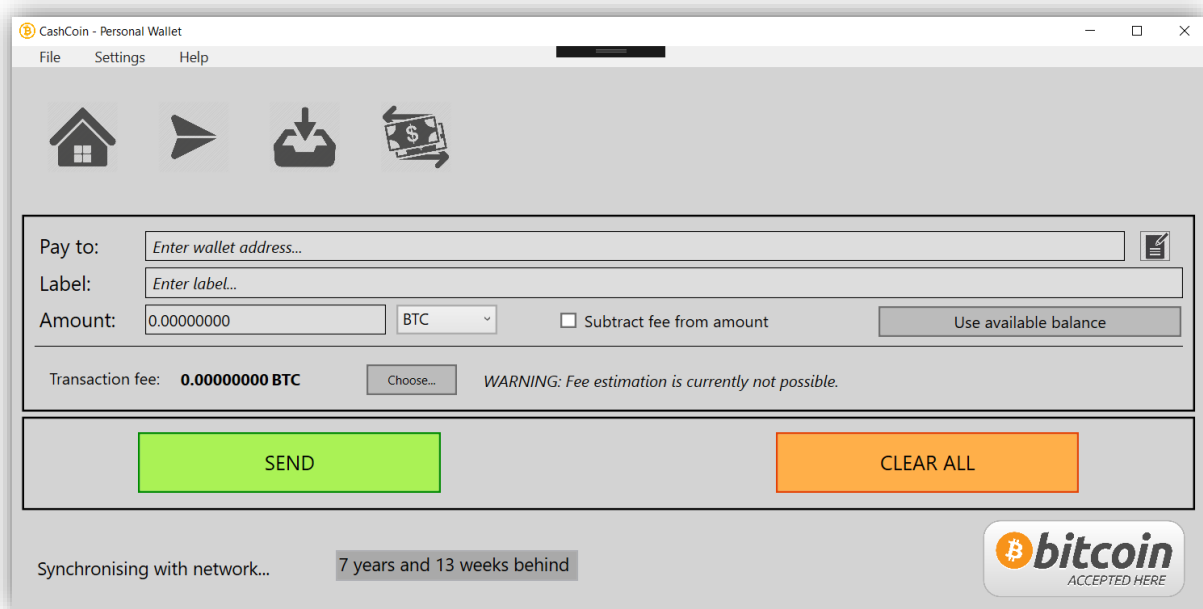 CashCoin - Personal Wallet
File Settings Help
Pay to: Enter wallet address...
Label: Enter label...
Amount: 0.00000000 BTC Subtract fee from amount Use available balance
Transaction fee: 0.00000000 BTC Choose... WARNING: Fee estimation is currently not possible.
SEND CLEAR ALL
Synchronising with network... 7 years and 13 weeks behind
bitcoin
ACCEPTED HERE